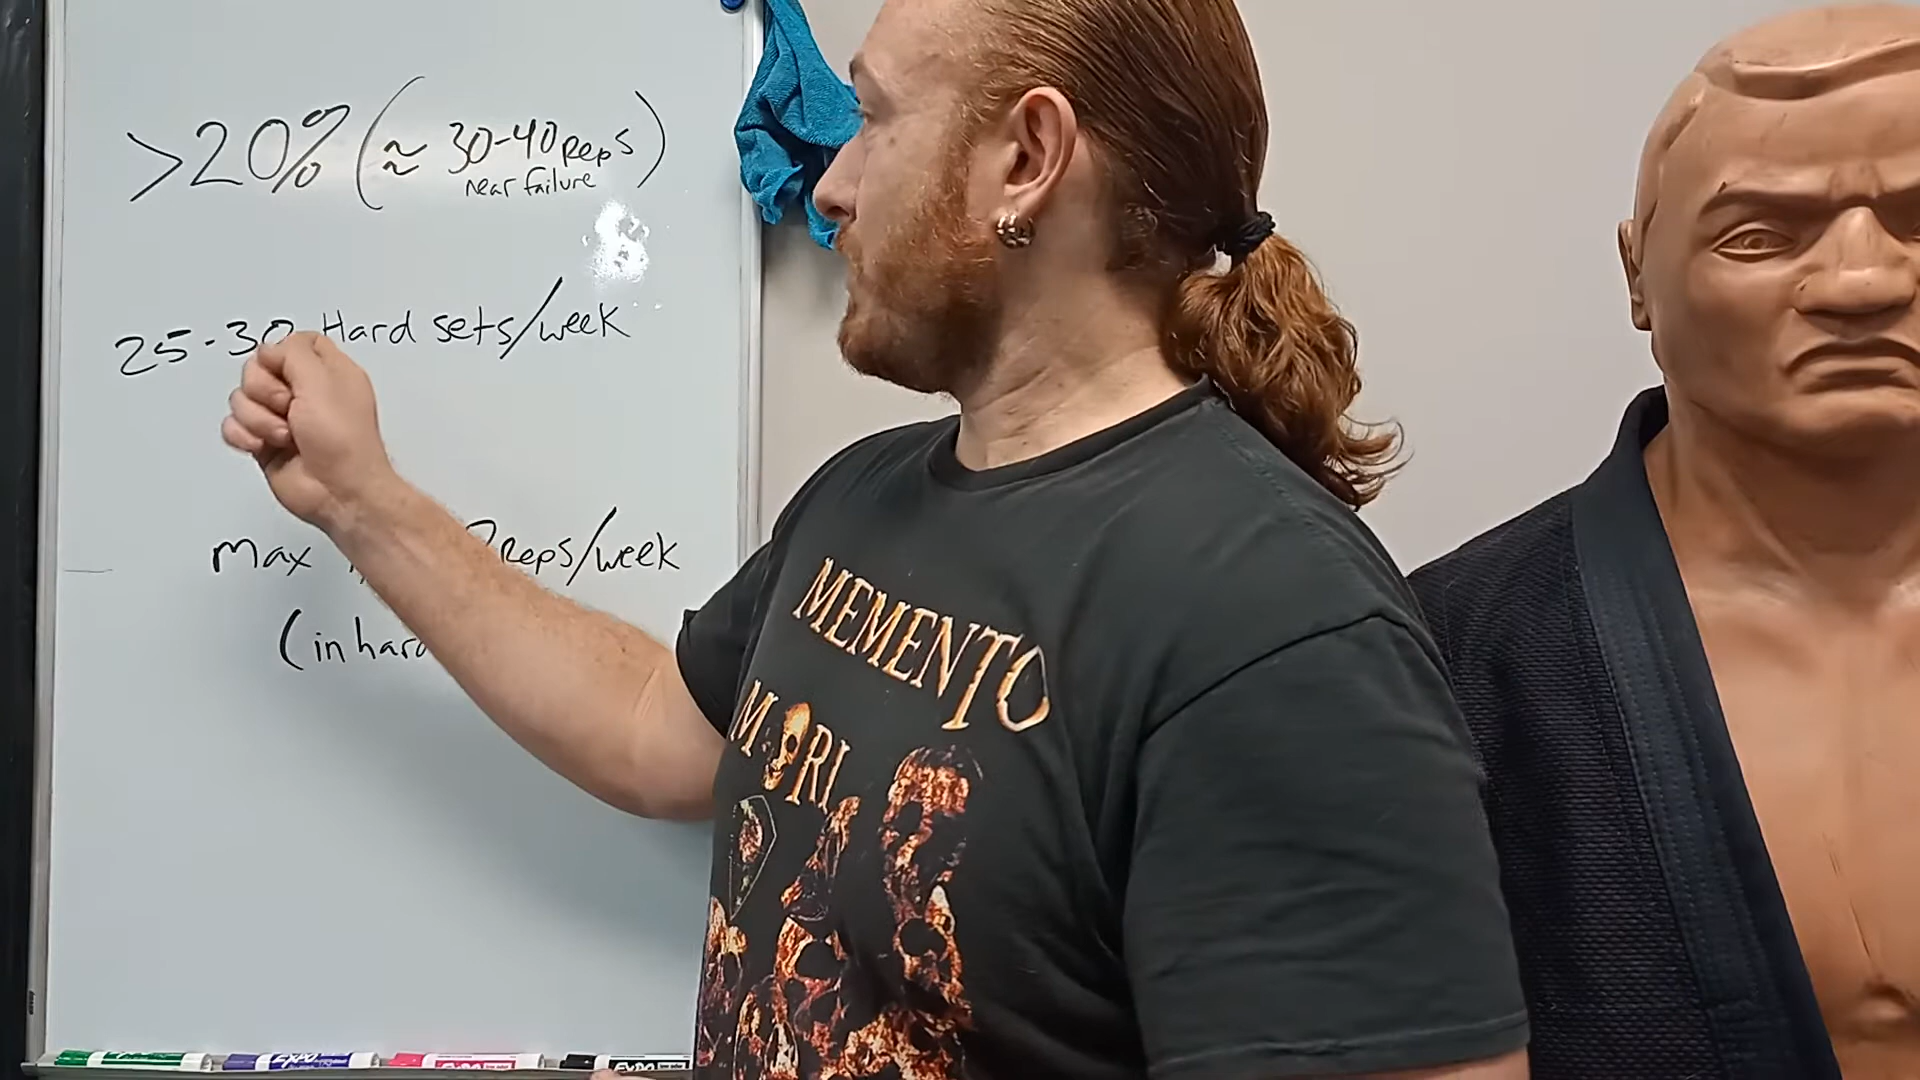 >20% (≈ 30-40 Reps)
near failure
25-30 Hard sets/week
max Reps/week
(in hard
MEMENTO
MORI
EXPO
EXPO
EXPO